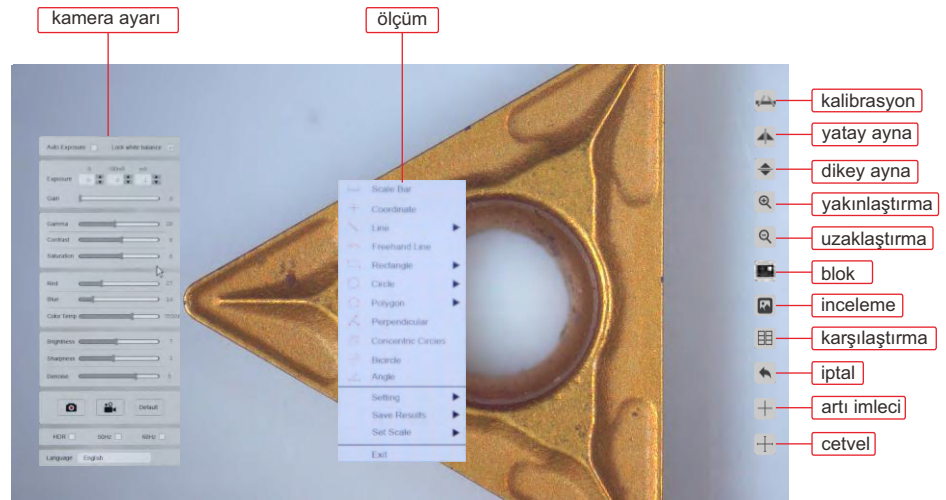 kamera ayarı
ölçüm
Auto Exposure Lock white balance
Exposure
Gain
Gamma
Contrast
Saturation
Red
Blue
Color Temp
Brightness
Sharpness
Denoise
Default
HDR 50Hz 60Hz
Language English
Scale Bar
Coordinate
Line
Freehand Line
Rectangle
Circle
Polygon
Perpendicular
Concentric Circles
Bicircle
Angle
Setting
Save Results
Set Scale
Exit
kalibrasyon
yatay ayna
dikey ayna
yakınlaştırma
uzaklaştırma
blok
inceleme
karşılaştırma
iptal
artı imleci
cetvel